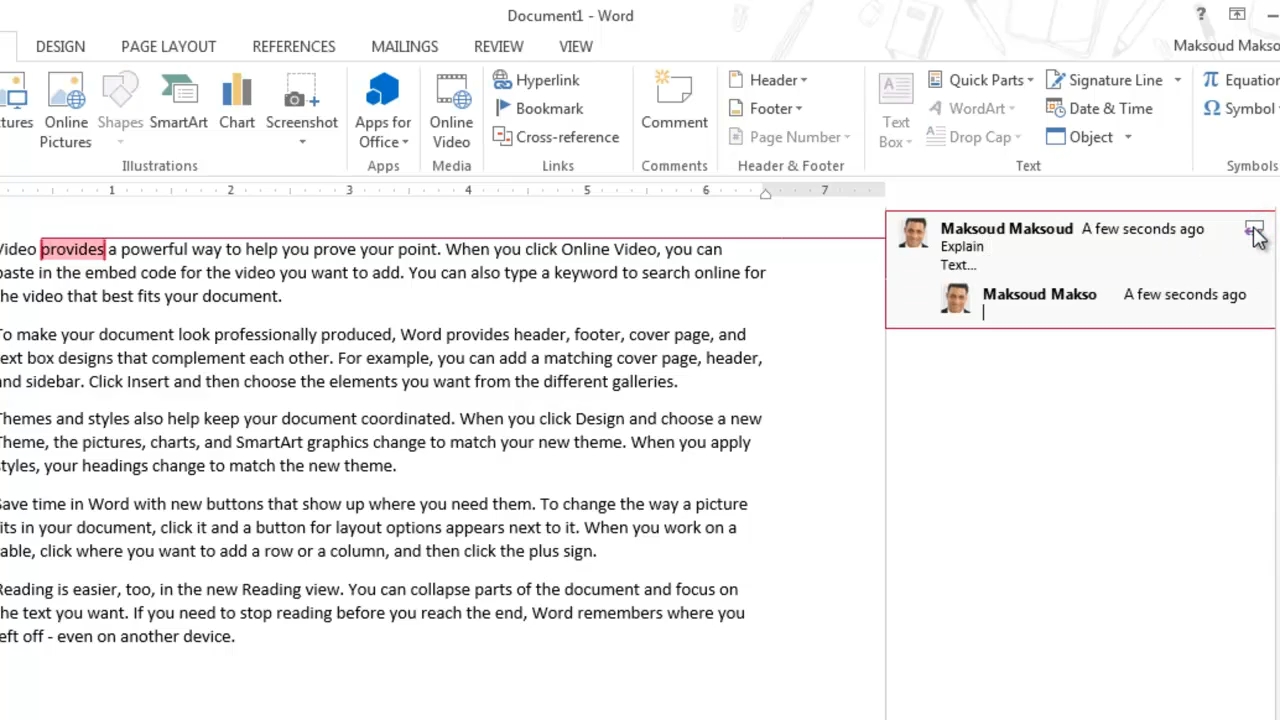 Document1 - Word
?
DESIGN PAGE LAYOUT REFERENCES MAILINGS REVIEW VIEW
Maksoud Makso
tures
Online Pictures
Shapes
SmartArt
Chart
Screenshot
Illustrations
Apps for Office
Apps
Online Video
Media
Hyperlink
Bookmark
Cross-reference
Links
Comment
Comments
Header
Footer
Page Number
Header & Footer
Text Box
Quick Parts
WordArt
Drop Cap
Signature Line
Date & Time
Object
Text
π Equation
Ω Symbol
Symbols
1 2 3 4 5 6 7
Video provides a powerful way to help you prove your point. When you click Online Video, you can
paste in the embed code for the video you want to add. You can also type a keyword to search online for
the video that best fits your document.
To make your document look professionally produced, Word provides header, footer, cover page, and
text box designs that complement each other. For example, you can add a matching cover page, header,
and sidebar. Click Insert and then choose the elements you want from the different galleries.
Themes and styles also help keep your document coordinated. When you click Design and choose a new
Theme, the pictures, charts, and SmartArt graphics change to match your new theme. When you apply
styles, your headings change to match the new theme.
Save time in Word with new buttons that show up where you need them. To change the way a picture
fits in your document, click it and a button for layout options appears next to it. When you work on a
table, click where you want to add a row or a column, and then click the plus sign.
Reading is easier, too, in the new Reading view. You can collapse parts of the document and focus on
the text you want. If you need to stop reading before you reach the end, Word remembers where you
left off - even on another device.
Maksoud Maksoud A few seconds ago
Explain
Text...
Maksoud Makso A few seconds ago